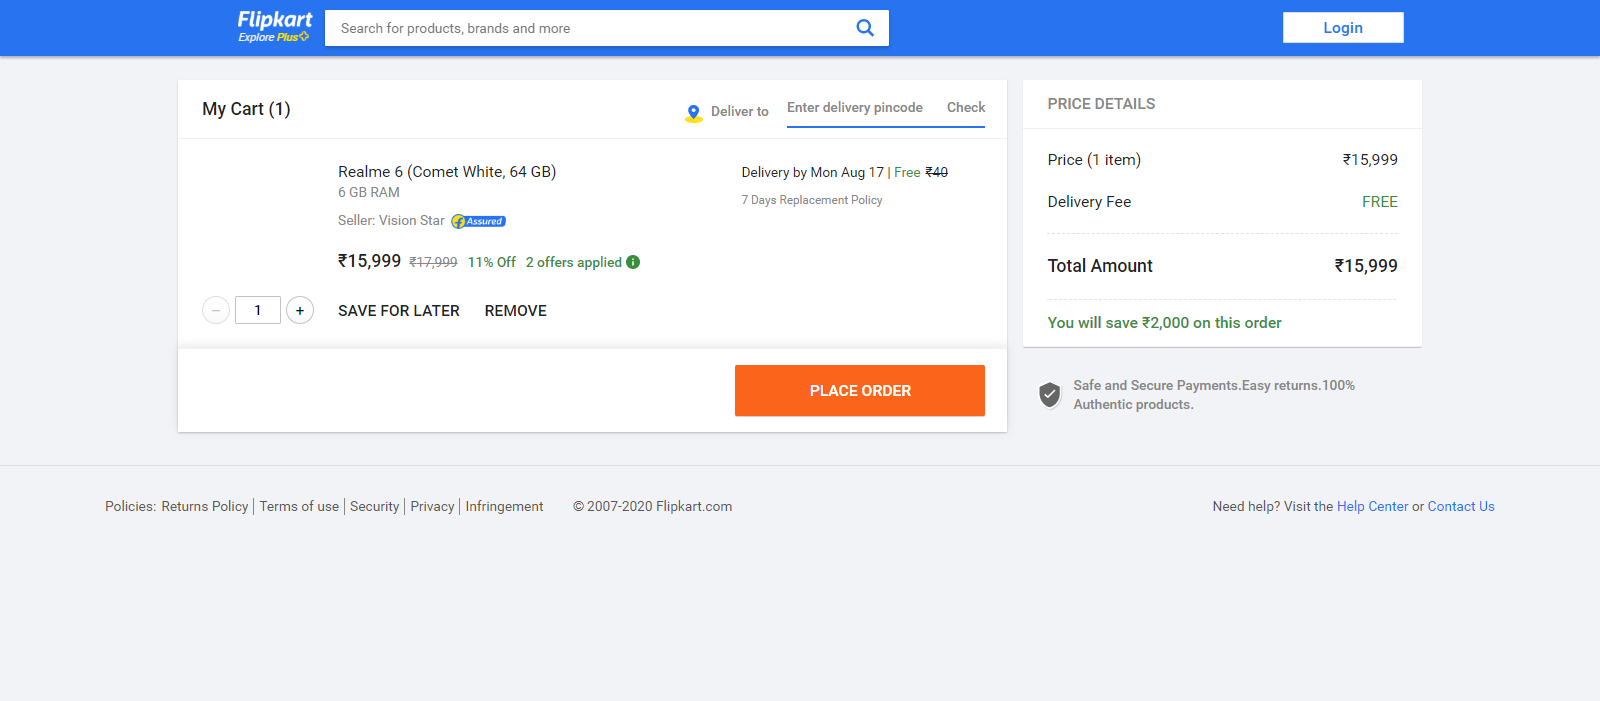 Flipkart
Explore Plus
Search for products, brands and more
Login
My Cart (1)
Deliver to
Enter delivery pincode
Check
Realme 6 (Comet White, 64 GB)
6 GB RAM
Seller: Vision Star
f Assured
₹15,999 ₹17,999 11% Off 2 offers applied i
Delivery by Mon Aug 17 | Free ₹40
7 Days Replacement Policy
− 1 + SAVE FOR LATER REMOVE
PLACE ORDER
PRICE DETAILS
Price (1 item) ₹15,999
Delivery Fee FREE
Total Amount ₹15,999
You will save ₹2,000 on this order
Safe and Secure Payments.Easy returns.100%
Authentic products.
Policies: Returns Policy | Terms of use | Security | Privacy | Infringement © 2007-2020 Flipkart.com Need help? Visit the Help Center or Contact Us